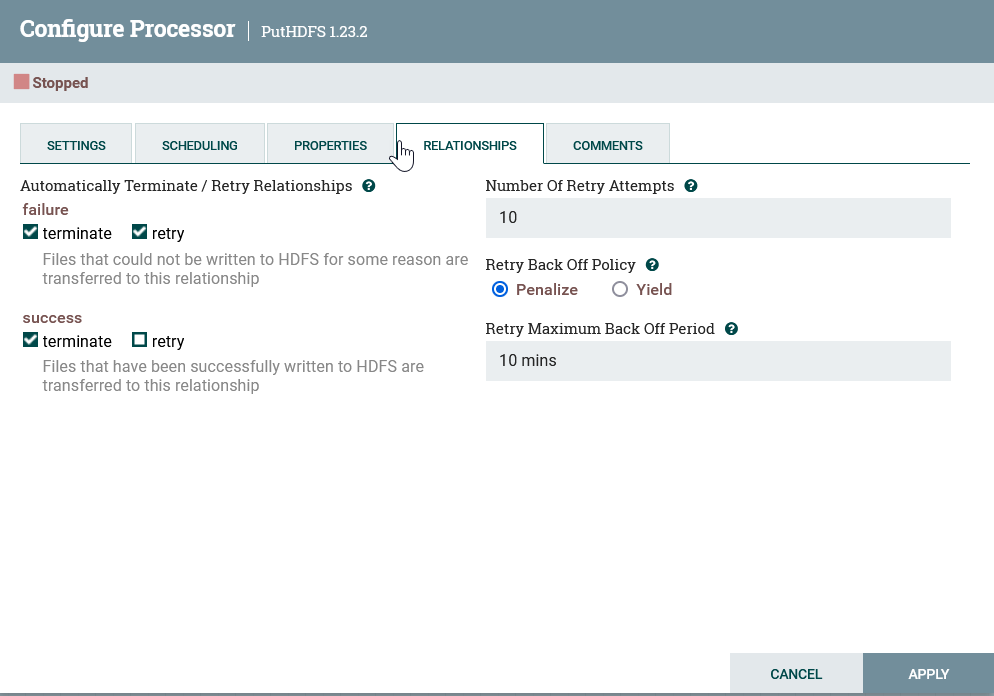 Configure Processor | PutHDFS 1.23.2
Stopped
SETTINGS
SCHEDULING
PROPERTIES
RELATIONSHIPS
COMMENTS
Automatically Terminate / Retry Relationships
failure
terminate retry
Files that could not be written to HDFS for some reason are
transferred to this relationship
success
terminate retry
Files that have been successfully written to HDFS are
transferred to this relationship
Number Of Retry Attempts
10
Retry Back Off Policy
Penalize Yield
Retry Maximum Back Off Period
10 mins
CANCEL
APPLY